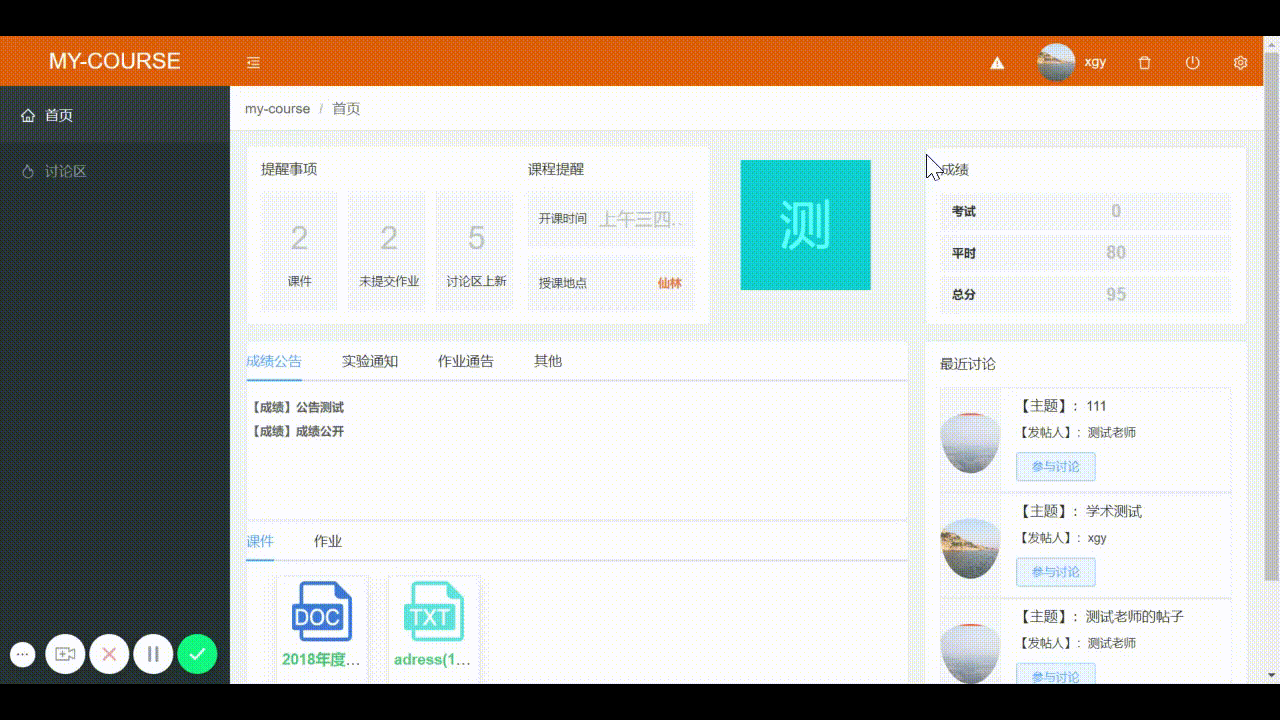 MY-COURSE
xgy
首页
讨论区
my-course / 首页
提醒事项
2
课件
2
未提交作业
5
讨论区上新
课程提醒
开课时间 上午三四...
授课地点 仙林
测
成绩
考试 0
平时 80
总分 95
成绩公告 实验通知 作业通告 其他
【成绩】公告测试
【成绩】成绩公开
课件 作业
DOC
2018年度...
TXT
adress(1...
最近讨论
【主题】： 111
【发帖人】：测试老师
参与讨论
【主题】： 学术测试
【发帖人】：xgy
参与讨论
【主题】： 测试老师的帖子
【发帖人】：测试老师
参与讨论